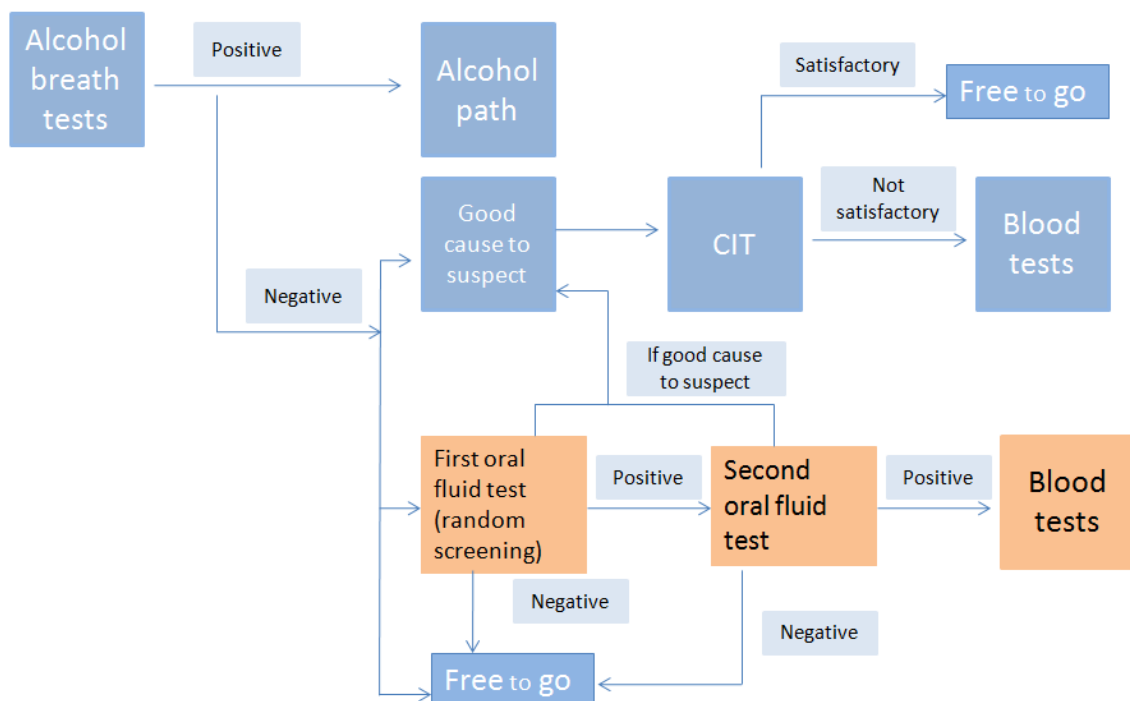 Alcohol
breath
tests
Positive
Alcohol
path
Satisfactory
Free to go
Good
cause to
suspect
CIT
Not
satisfactory
Blood
tests
Negative
If good cause
to suspect
First oral
fluid test
(random
screening)
Positive
Second
oral fluid
test
Positive
Blood
tests
Negative
Negative
Free to go